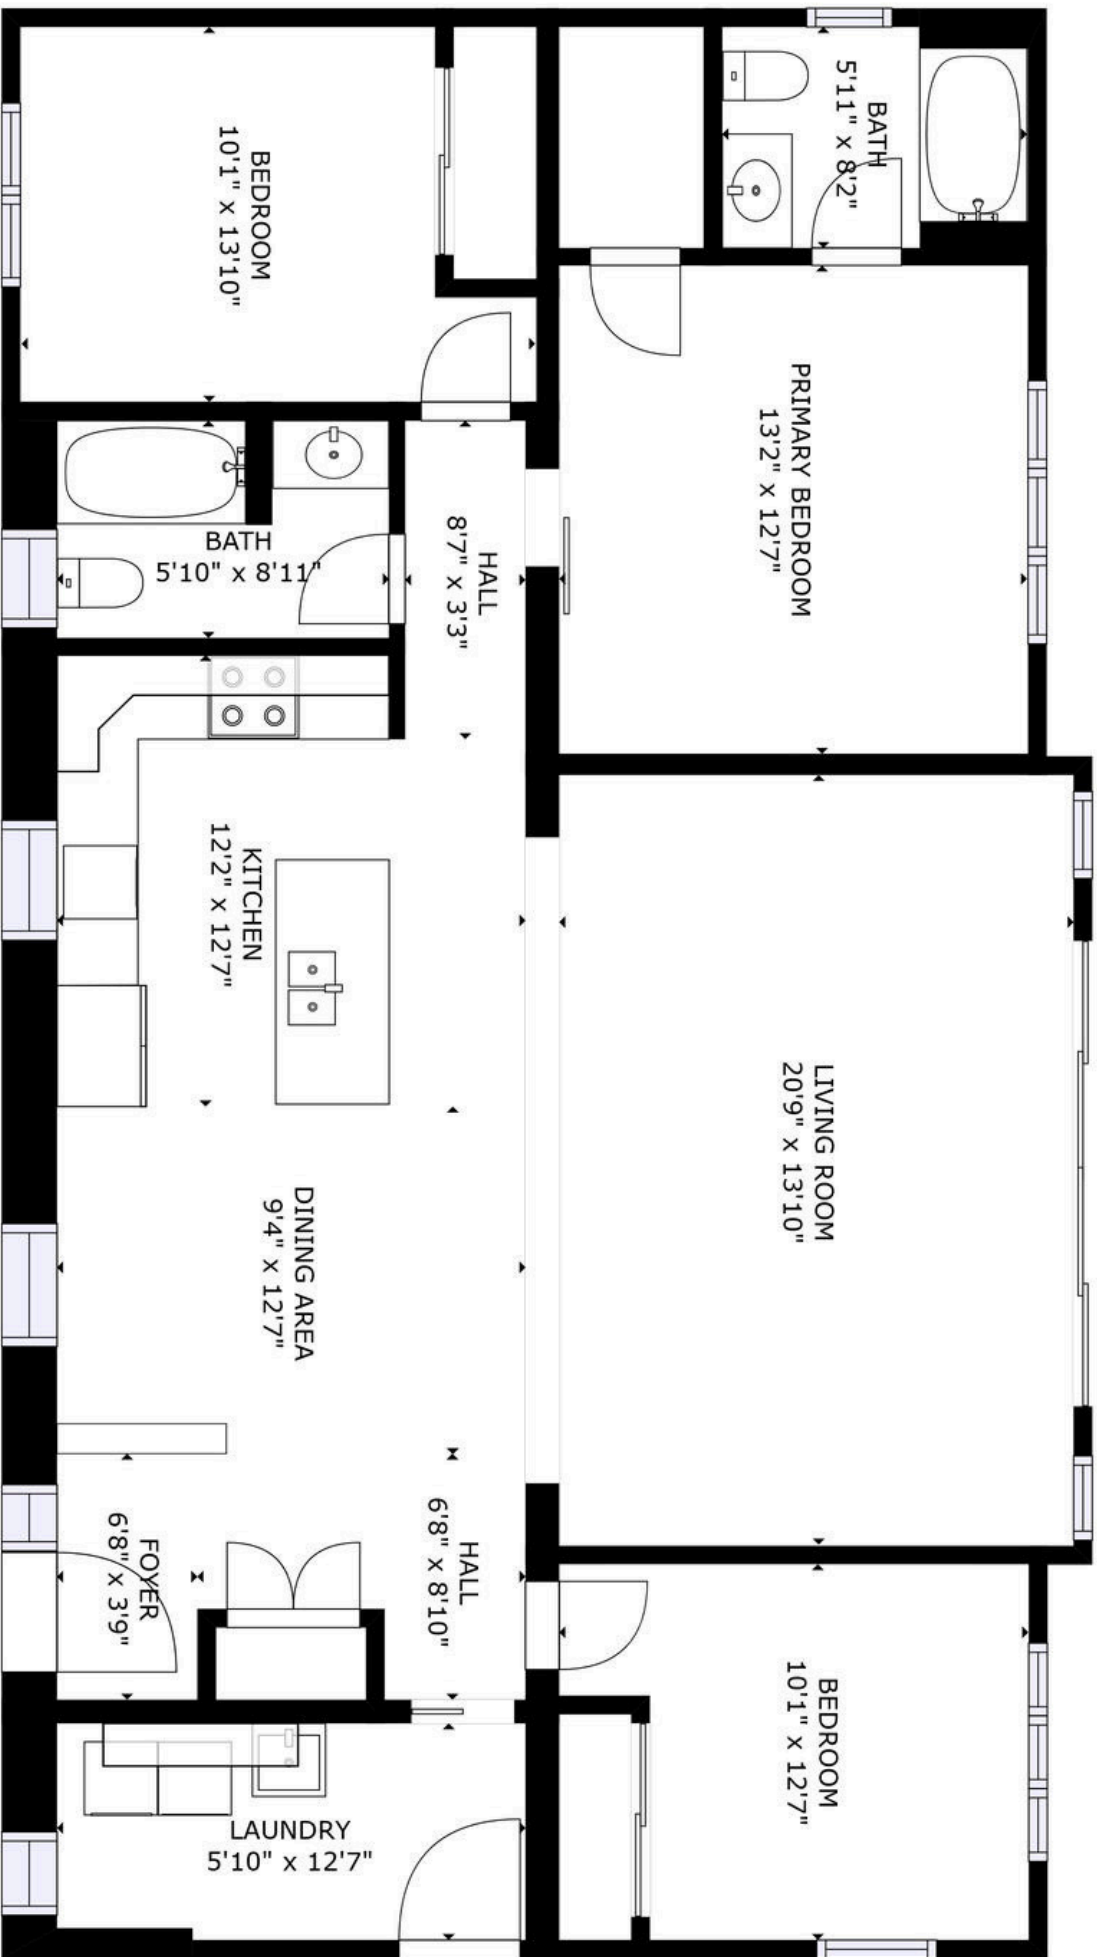 BATH
5'11" x 8'2"
BEDROOM
10'1" x 13'10"
PRIMARY BEDROOM
13'2" x 12'7"
BATH
5'10" x 8'11"
HALL
8'7" x 3'3"
KITCHEN
12'2" x 12'7"
LIVING ROOM
20'9" x 13'10"
DINING AREA
9'4" x 12'7"
FOYER
6'8" x 3'9"
HALL
6'8" x 8'10"
BEDROOM
10'1" x 12'7"
LAUNDRY
5'10" x 12'7"